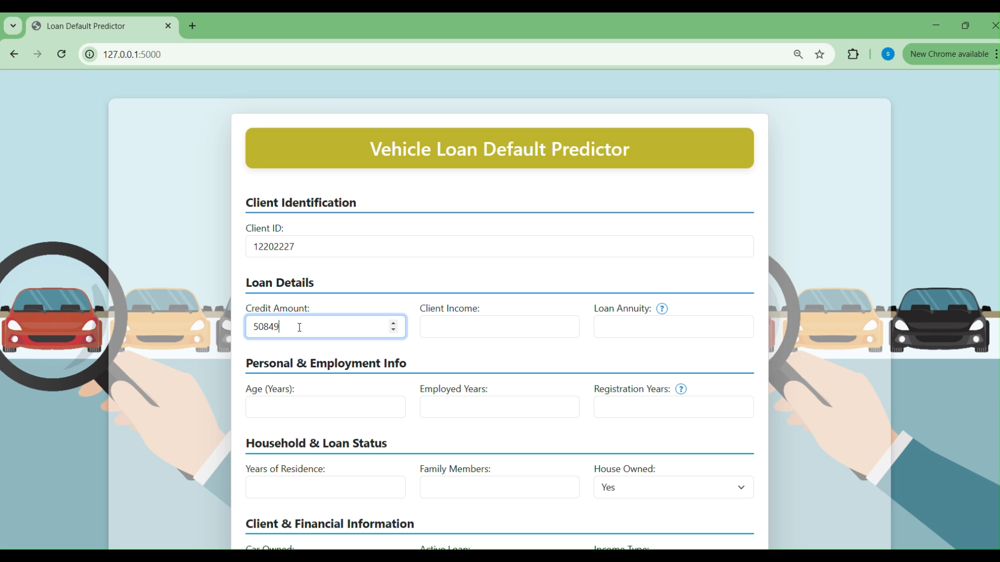 Loan Default Predictor
127.0.0.1:5000
S
New Chrome available
Vehicle Loan Default Predictor
Client Identification
Client ID:
12202227
Loan Details
Credit Amount: Client Income: Loan Annuity: ?
50849
Personal & Employment Info
Age (Years): Employed Years: Registration Years: ?
Household & Loan Status
Years of Residence: Family Members: House Owned:
Yes
Client & Financial Information
Car Owned: Active Loan: Income Type: